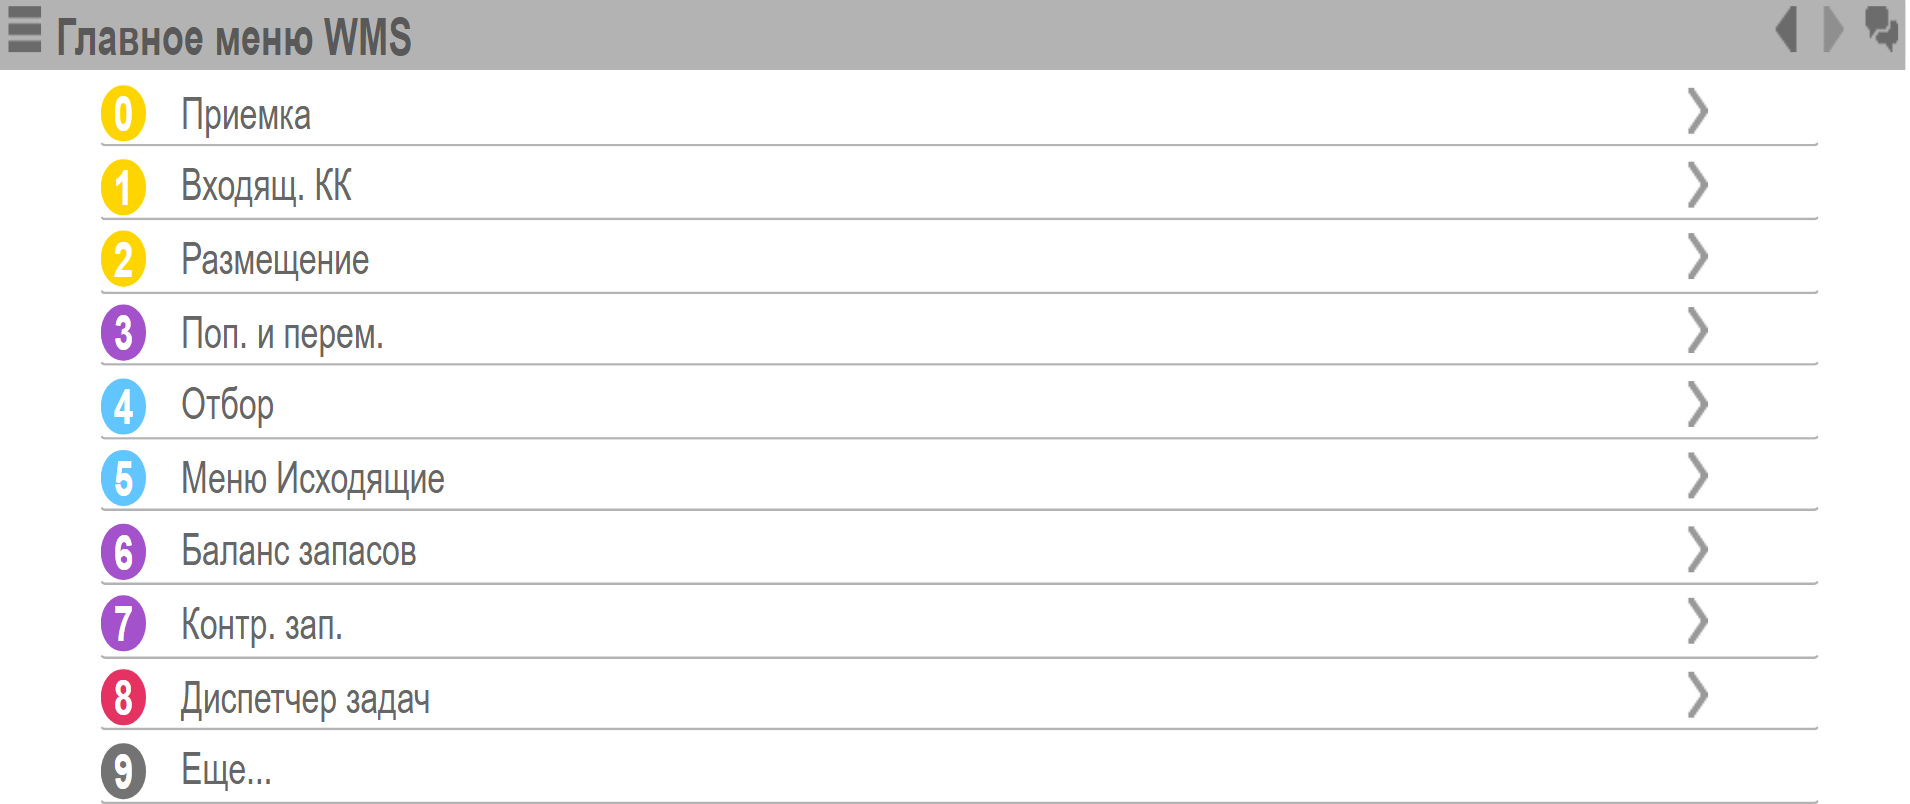 Главное меню WMS
0 Приемка
1 Входящ. КК
2 Размещение
3 Поп. и перем.
4 Отбор
5 Меню Исходящие
6 Баланс запасов
7 Контр. зап.
8 Диспетчер задач
9 Еще...